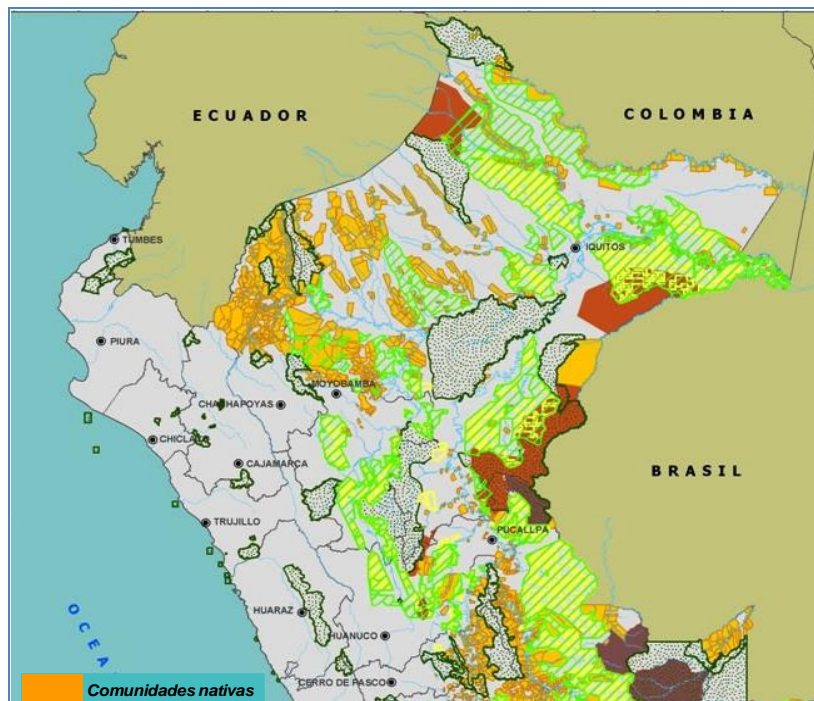 ECUADOR
COLOMBIA
TUMBES
IQUITOS
PIURA
MOYOBAMBA
CHACHAPOYAS
CHICLAYO
CAJAMARCA
BRASIL
TRUJILLO
PUCALLPA
HUARAZ
HUANUCO
OCEA
CERRO DE PASCO
Comunidades nativas